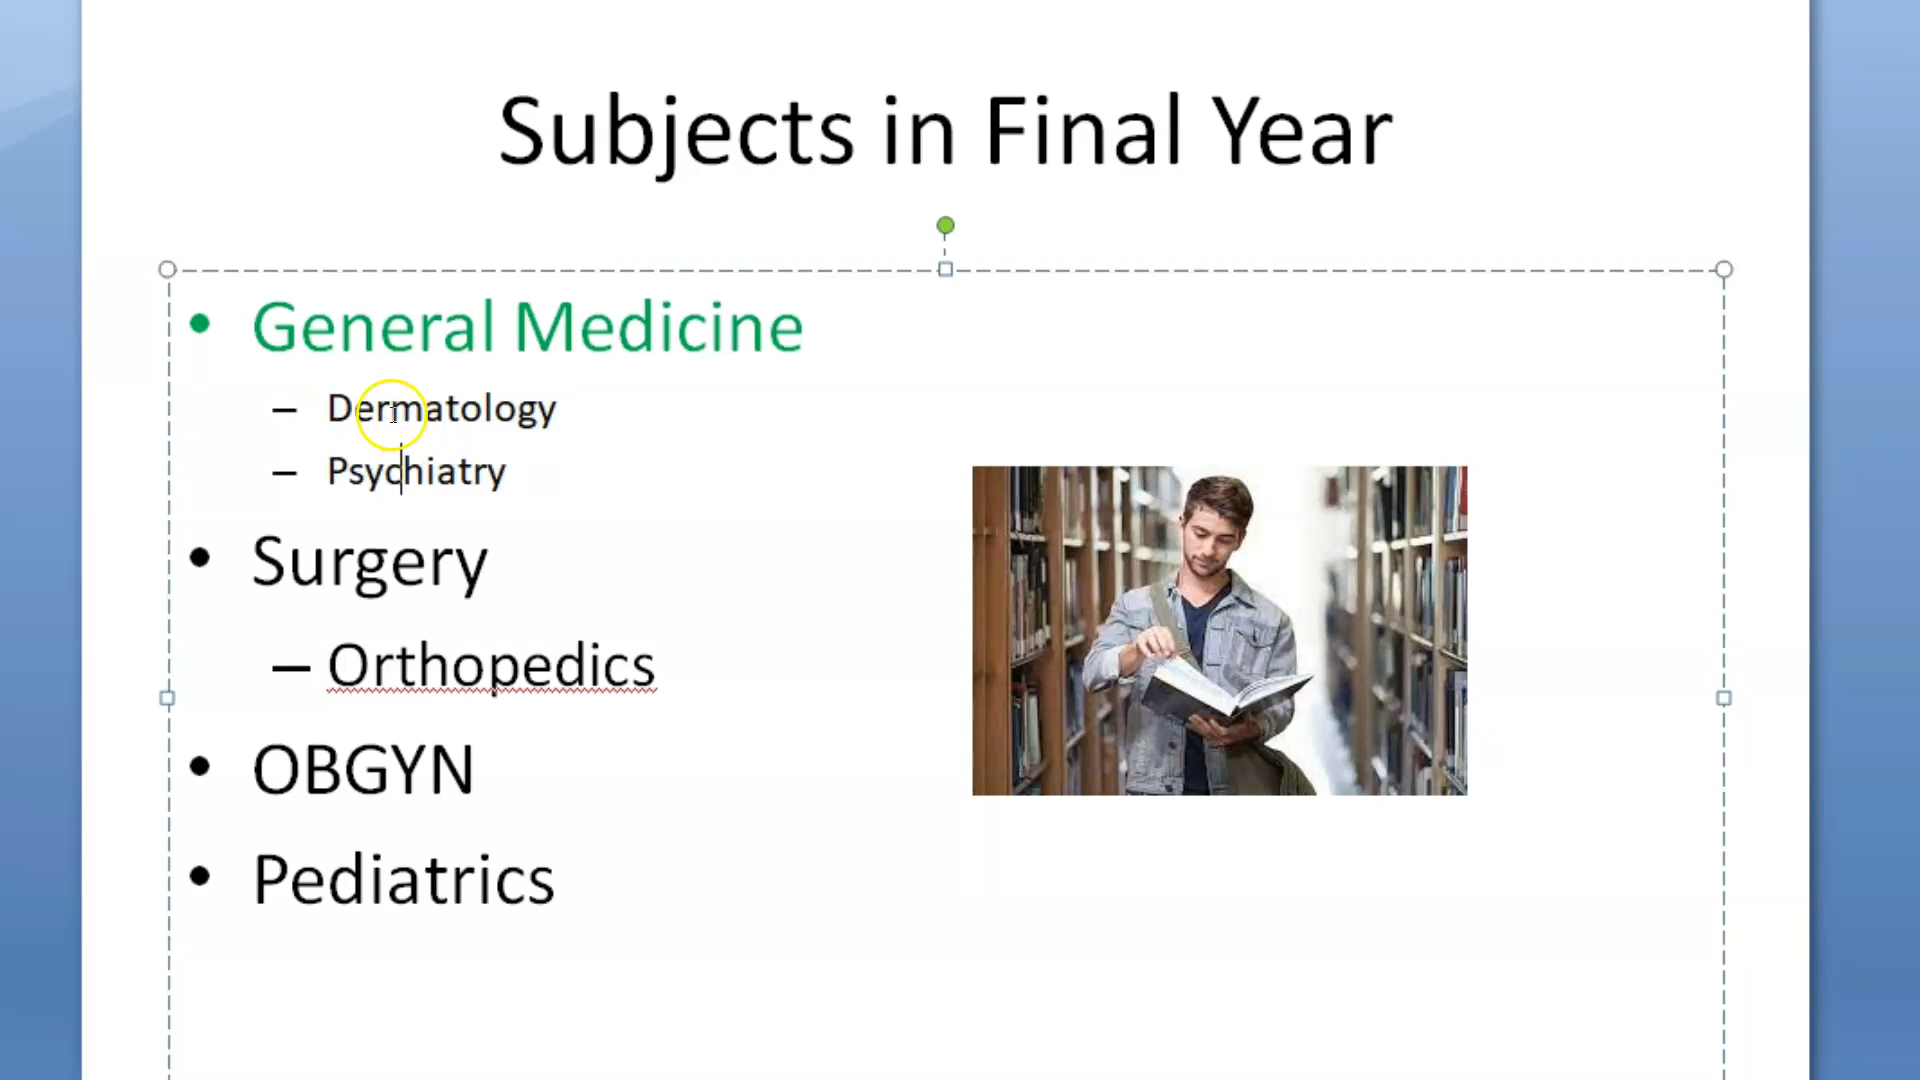 Subjects in Final Year
• General Medicine
– Dermatology
– Psychiatry
• Surgery
– Orthopedics
• OBGYN
• Pediatrics